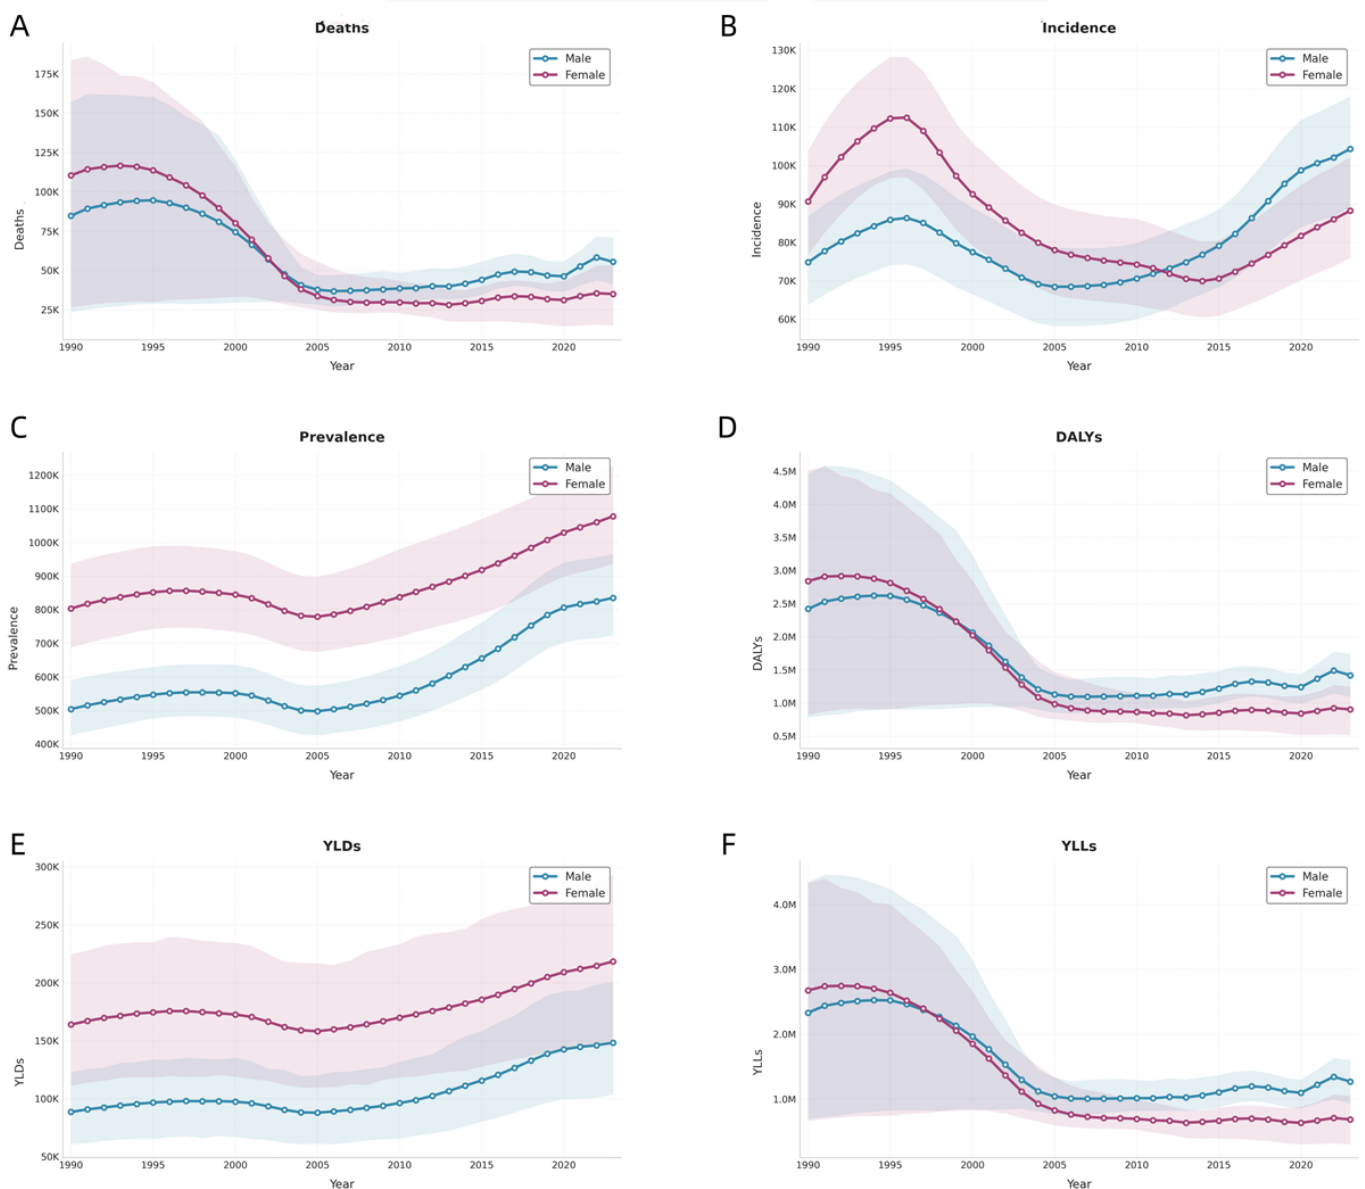 A
Deaths
Male
Female
175K
150K
125K
100K
75K
50K
25K
Deaths
1990 1995 2000 2005 2010 2015 2020
Year
B
Incidence
Male
Female
130K
120K
110K
100K
90K
80K
70K
60K
Incidence
1990 1995 2000 2005 2010 2015 2020
Year
C
Prevalence
Male
Female
1200K
1100K
1000K
900K
800K
700K
600K
500K
400K
Prevalence
1990 1995 2000 2005 2010 2015 2020
Year
D
DALYs
Male
Female
4.5M
4.0M
3.5M
3.0M
2.5M
2.0M
1.5M
1.0M
0.5M
DALYs
1990 1995 2000 2005 2010 2015 2020
Year
E
YLDs
Male
Female
300K
250K
200K
150K
100K
50K
YLDs
1990 1995 2000 2005 2010 2015 2020
Year
F
YLLs
Male
Female
4.0M
3.0M
2.0M
1.0M
YLLs
1990 1995 2000 2005 2010 2015 2020
Year